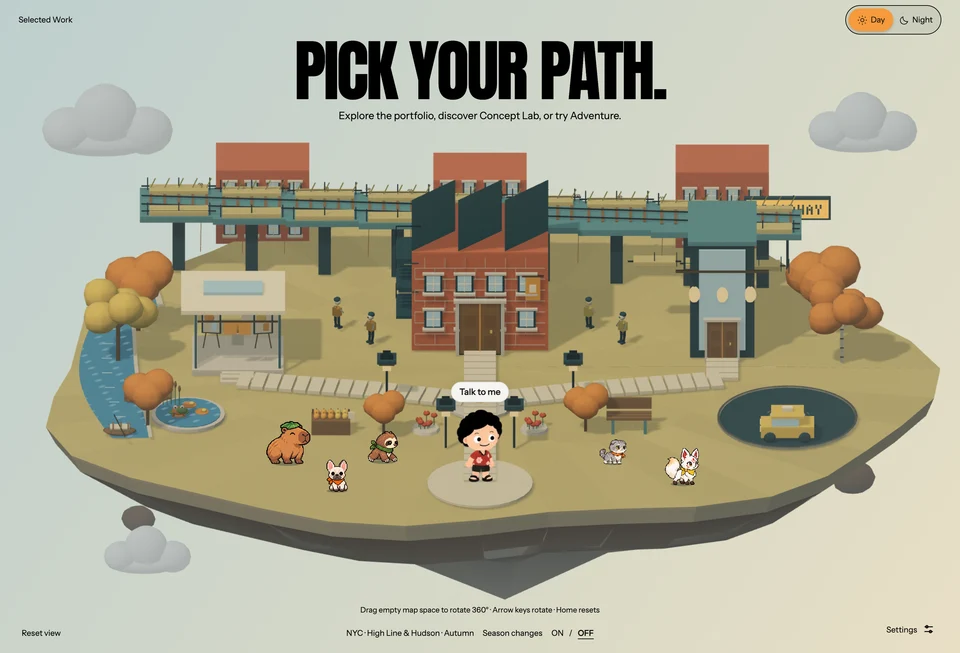 Selected Work
Day
Night
PICK YOUR PATH.
Explore the portfolio, discover Concept Lab, or try Adventure.
Talk to me
Drag empty map space to rotate 360° · Arrow keys rotate · Home resets
Reset view
NYC · High Line & Hudson · Autumn Season changes ON / OFF
Settings